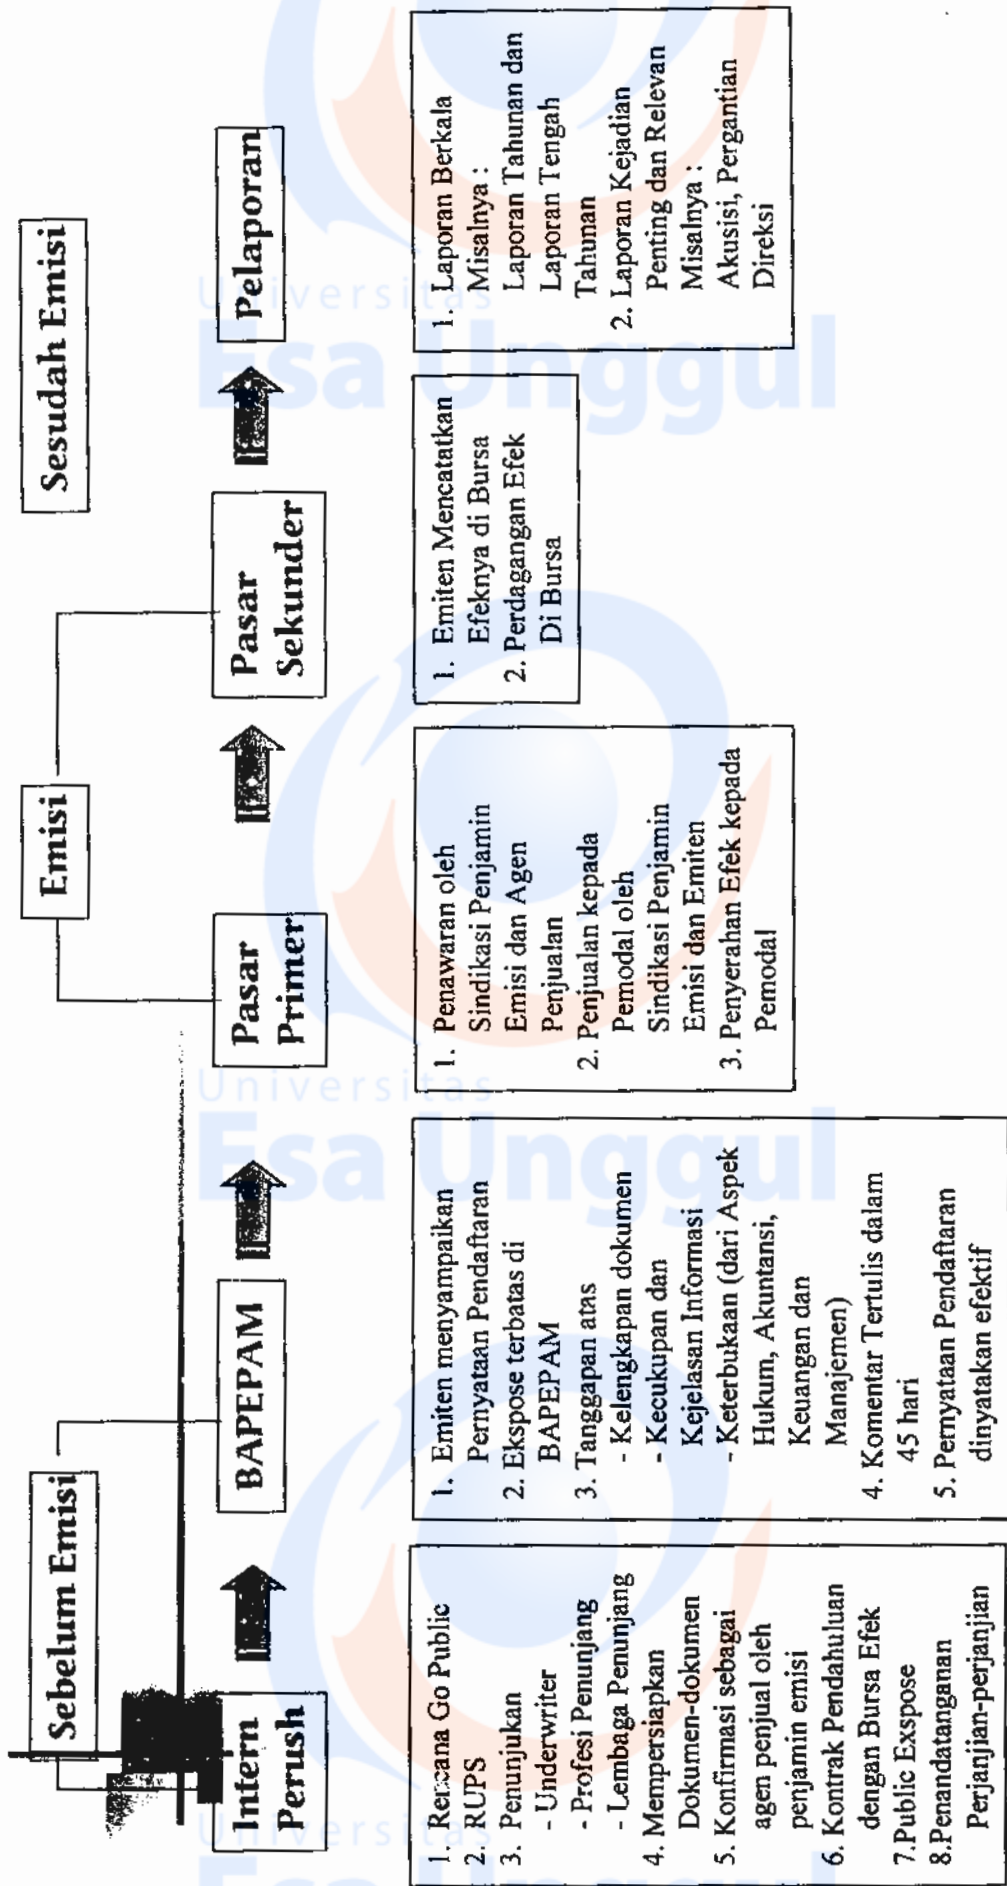 Sebelum Emisi
Emisi
Sesudah Emisi
Intern
Perush
BAPEPAM
Pasar
Primer
Pasar
Sekunder
Pelaporan
1. Rencana Go Public
2. RUPS
3. Penunjukan
- Underwriter
- Profesi Penunjang
- Lembaga Penunjang
4. Mempersiapkan
Dokumen-dokumen
5. Konfirmasi sebagai
agen penjual oleh
penjamin emisi
6. Kontrak Pendahuluan
dengan Bursa Efek
7.Public Exspose
8.Penandatanganan
Perjanjian-perjanjian
1. Emiten menyampaikan
Pernyataan Pendaftaran
2. Ekspose terbatas di
BAPEPAM
3. Tanggapan atas
- Kelengkapan dokumen
- Kecukupan dan
Kejelasan Informasi
- Keterbukaan (dari Aspek
Hukum, Akuntansi,
Keuangan dan
Manajemen)
4. Komentar Tertulis dalam
45 hari
5. Pernyataan Pendaftaran
dinyatakan efektif
1. Penawaran oleh
Sindikasi Penjamin
Emisi dan Agen
Penjualan
2. Penjualan kepada
Pemodal oleh
Sindikasi Penjamin
Emisi dan Emiten
3. Penyerahan Efek kepada
Pemodal
1. Emiten Mencatatkan
Efeknya di Bursa
2. Perdagangan Efek
Di Bursa
1. Laporan Berkala
Misalnya :
Laporan Tahunan dan
Laporan Tengah
Tahunan
2. Laporan Kejadian
Penting dan Relevan
Misalnya :
Akusisi, Pergantian
Direksi
Universitas
Esa Unggul
Universitas
Esa Unggul
Universitas
Esa Unggul